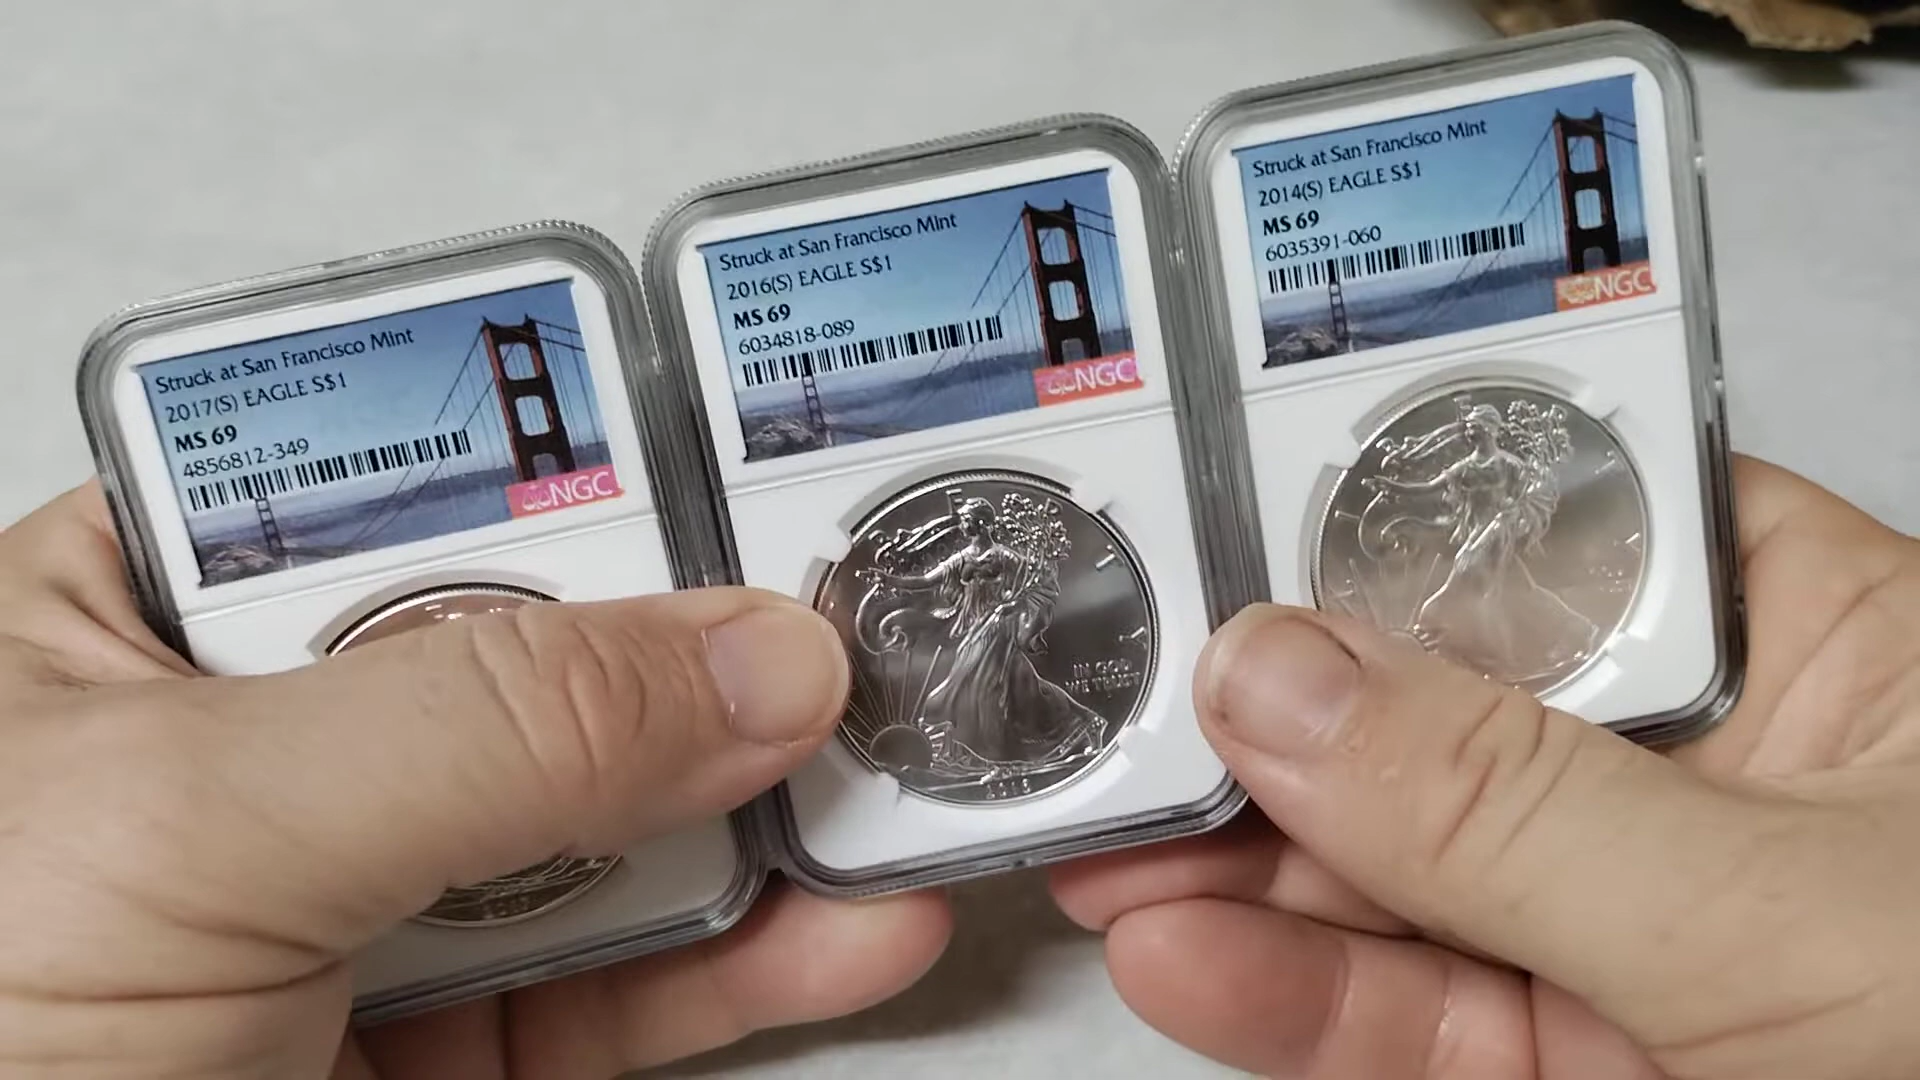 Struck at San Francisco Mint
2017(S) EAGLE S$1
MS 69
4856812-349
NGC
Struck at San Francisco Mint
2016(S) EAGLE S$1
MS 69
6034818-089
NGC
IN GOD
WE TRUST
2016
Struck at San Francisco Mint
2014(S) EAGLE S$1
MS 69
6035391-060
NGC